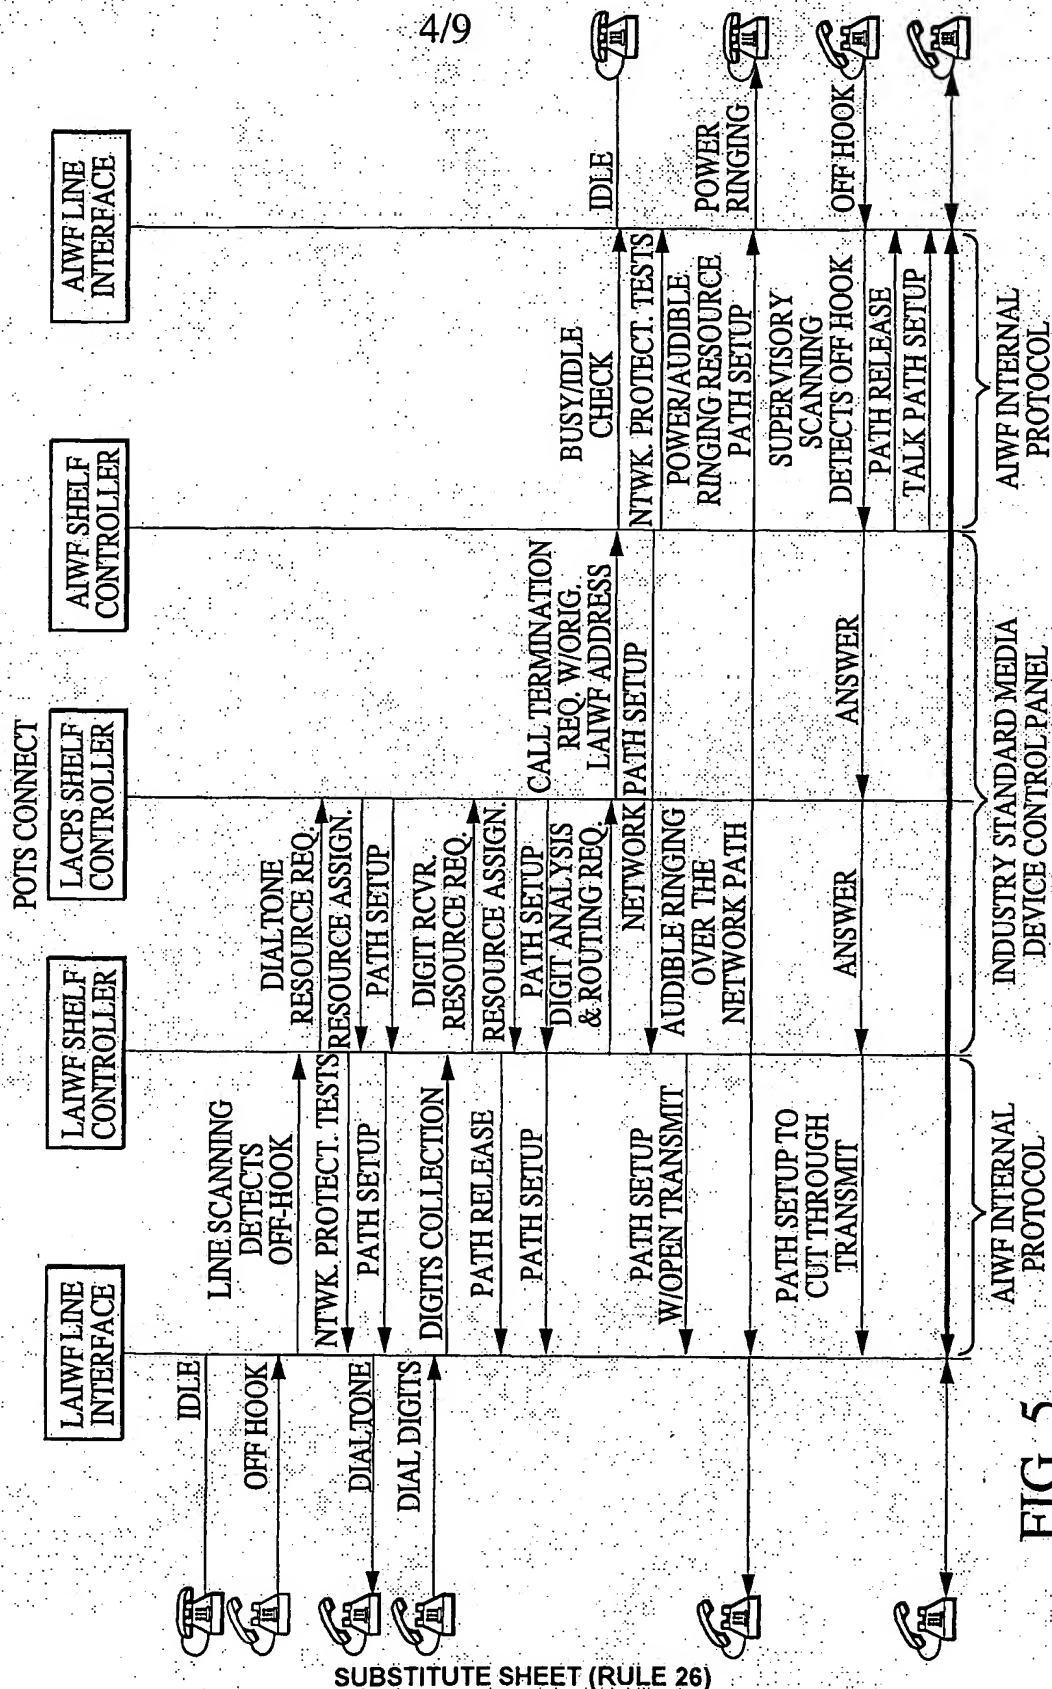 4/9
POTS CONNECT
LAIWF LINE
INTERFACE
LAIWF SHELF
CONTROLLER
LACPS SHELF
CONTROLLER
AIWF SHELF
CONTROLLER
AIWF LINE
INTERFACE
IDLE
OFF HOOK
LINE SCANNING
DETECTS
OFF-HOOK
DIALTONE
RESOURCE REQ.
NTWK. PROTECT. TESTS
RESOURCE ASSIGN.
PATH SETUP
PATH SETUP
DIALTONE
DIAL DIGITS
DIGITS COLLECTION
DIGIT RCVR.
RESOURCE REQ.
PATH RELEASE
RESOURCE ASSIGN.
PATH SETUP
PATH SETUP
DIGIT ANALYSIS
& ROUTING REQ.
CALL TERMINATION
REQ. W/ORIG.
LAIWF ADDRESS
BUSY/IDLE
CHECK
IDLE
NETWORK PATH SETUP
NTWK. PROTECT. TESTS
PATH SETUP
W/OPEN TRANSMIT
AUDIBLE RINGING
OVER THE
NETWORK PATH
POWER/AUDIBLE
RINGING RESOURCE
PATH SETUP
POWER
RINGING
PATH SETUP TO
CUT THROUGH
TRANSMIT
ANSWER
ANSWER
SUPERVISORY
SCANNING
DETECTS OFF HOOK
OFF HOOK
PATH RELEASE
TALK PATH SETUP
AIWF INTERNAL
PROTOCOL
INDUSTRY STANDARD MEDIA
DEVICE CONTROL PANEL
AIWF INTERNAL
PROTOCOL
FIG. 5
SUBSTITUTE SHEET (RULE 26)